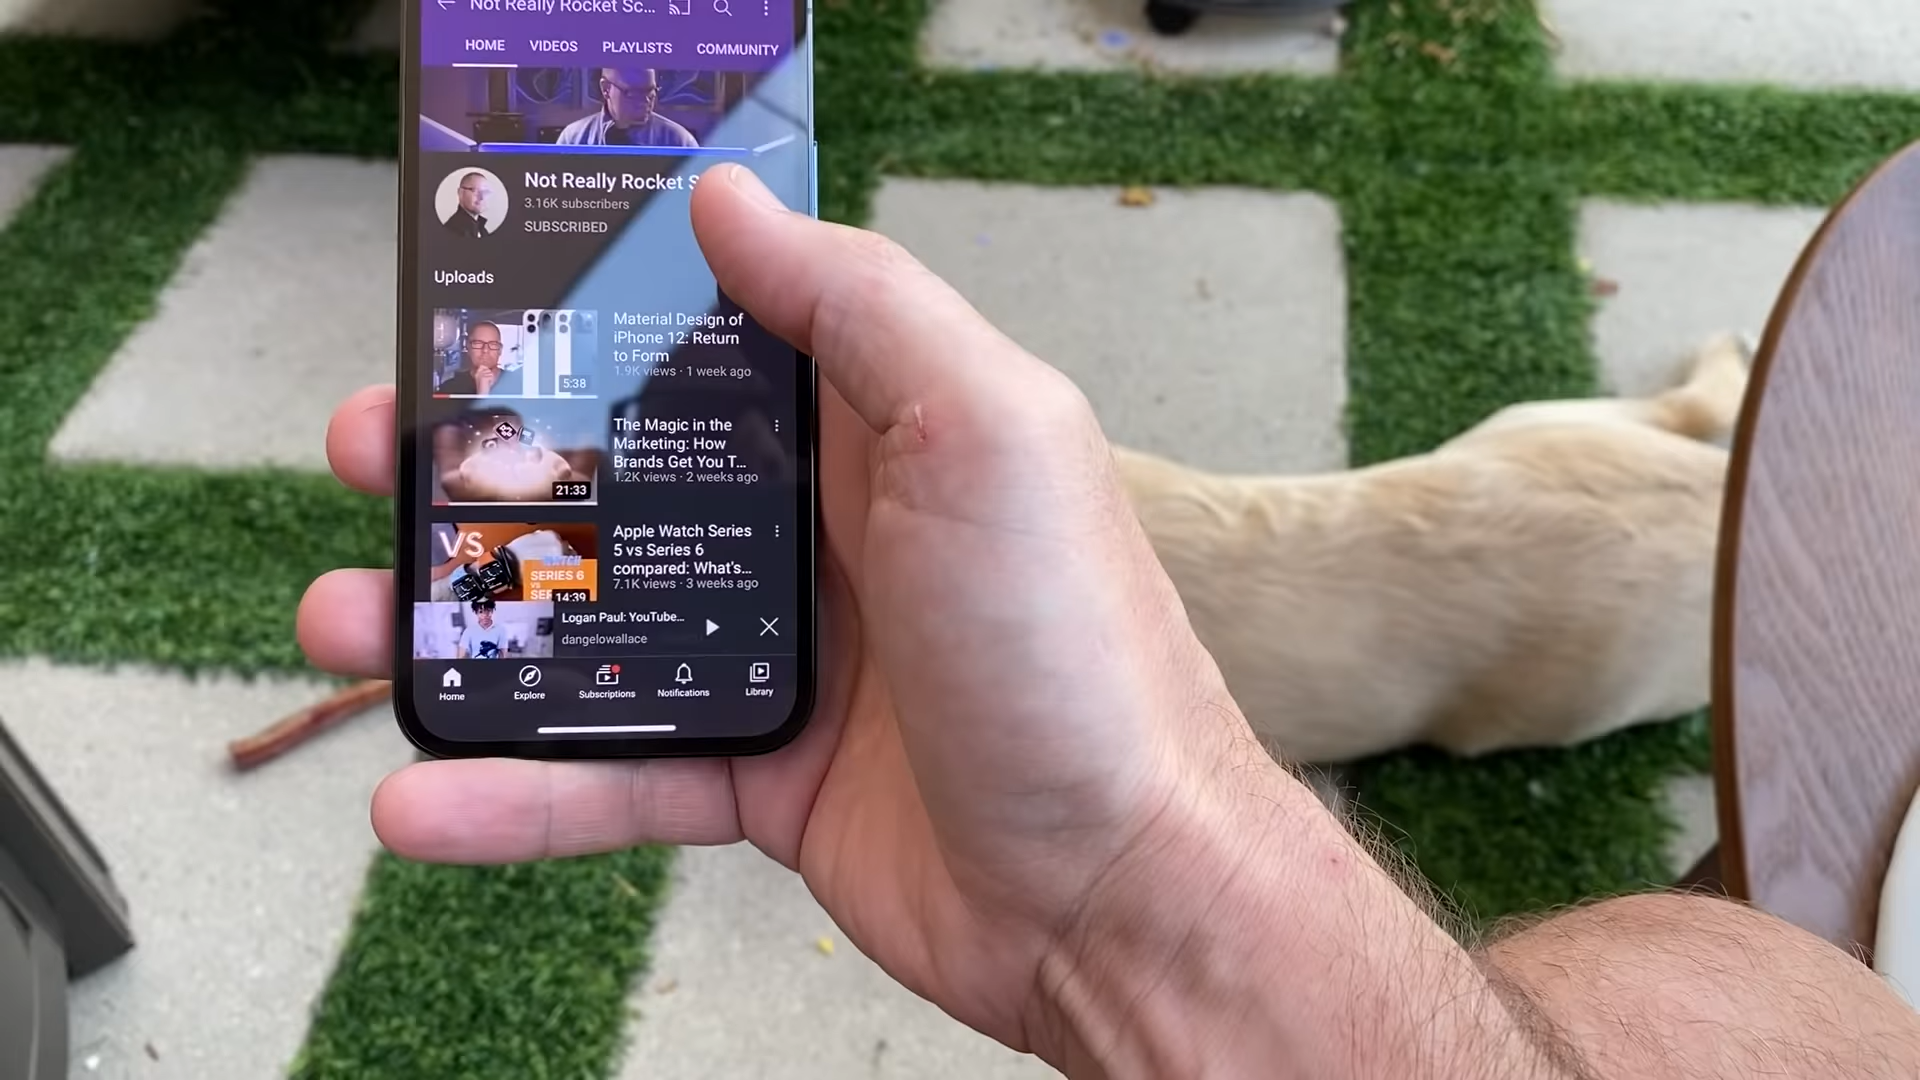 Not Really Rocket Sc...
HOME VIDEOS PLAYLISTS COMMUNITY
Not Really Rocket S
3.16K subscribers
SUBSCRIBED
Uploads
Material Design of
iPhone 12: Return
to Form
1.9K views · 1 week ago
5:38
The Magic in the
Marketing: How
Brands Get You T...
1.2K views · 2 weeks ago
21:33
Apple Watch Series
5 vs Series 6
compared: What's...
7.1K views · 3 weeks ago
VS
WATCH
SERIES 6
VS
SER
14:39
Logan Paul: YouTube...
dangelowallace
Home Explore Subscriptions Notifications Library